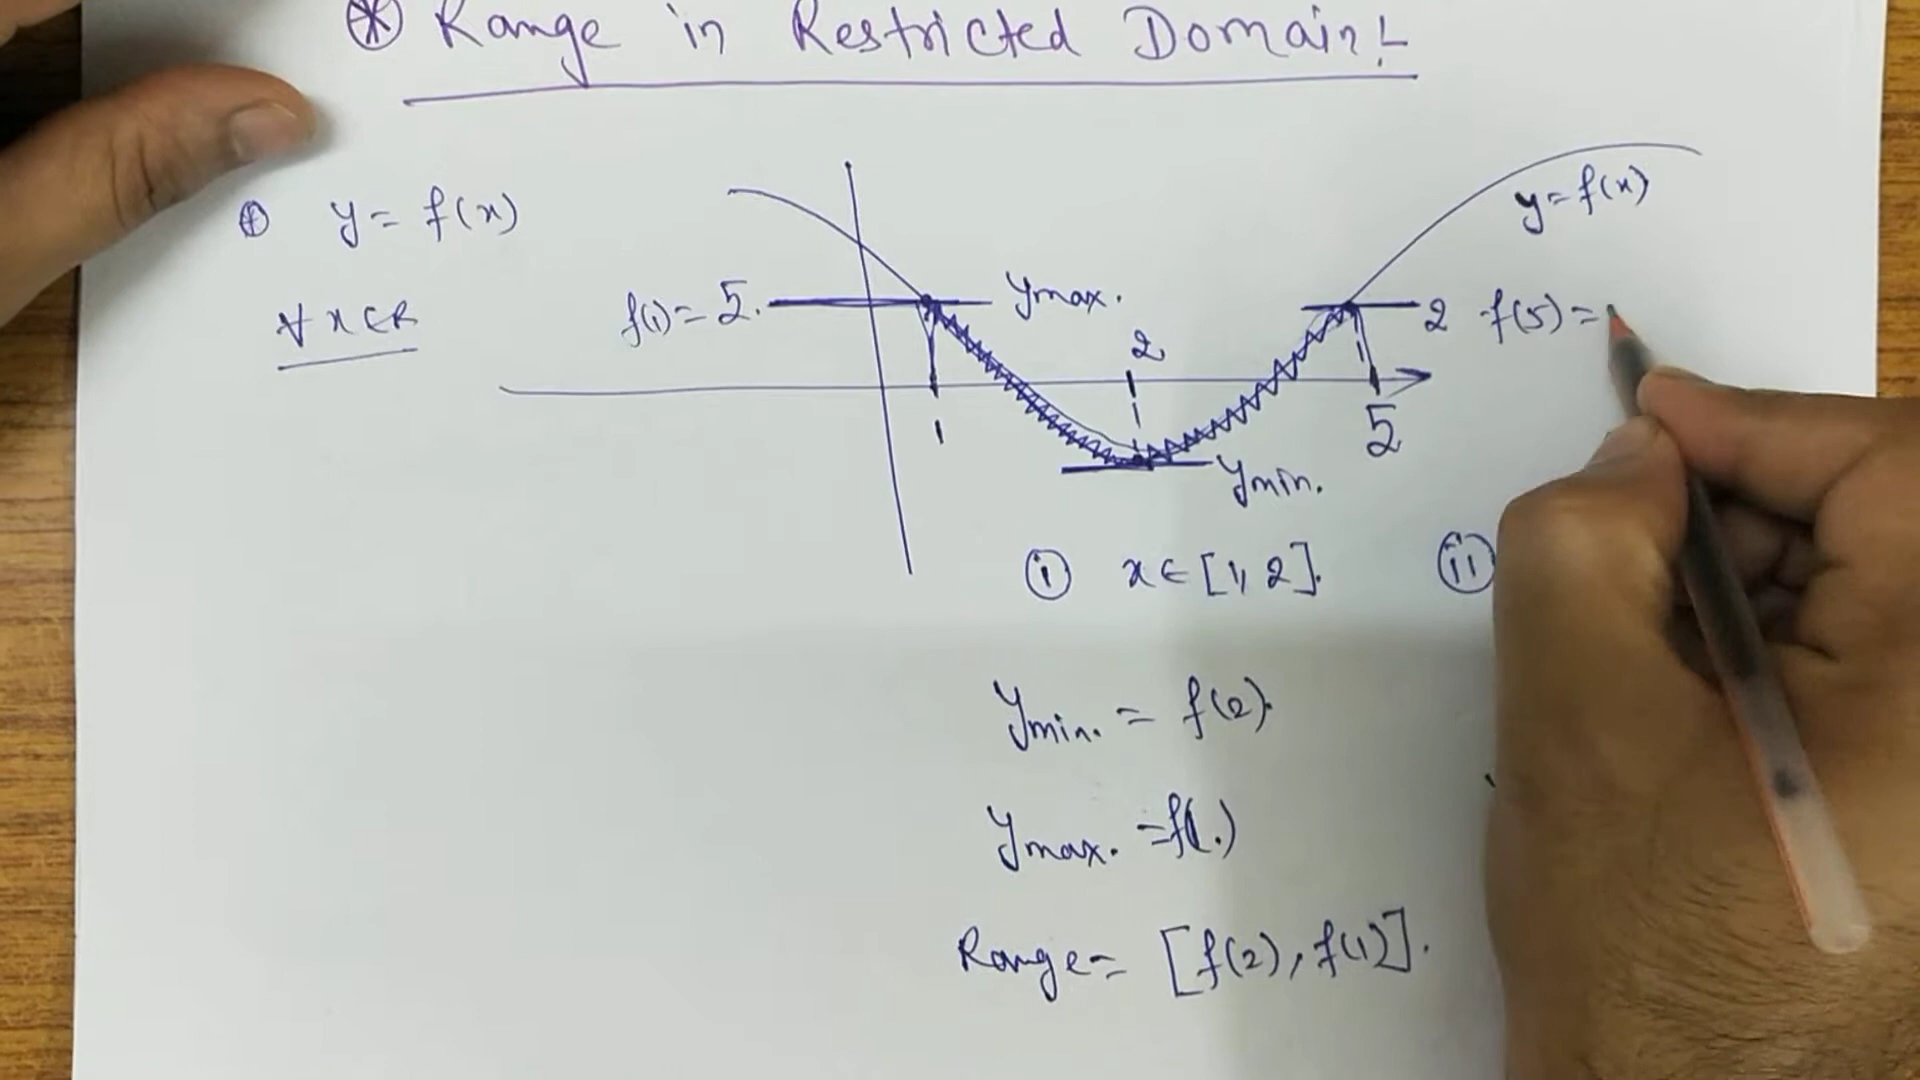 * Range in Restricted Domain!
y = f(x)
∀ x ∈ R
y = f(x)
f(1) = 5.
ymax.
2
2 f(5) =
1
5
ymin.
(i) x ∈ [1, 2].
(ii)
ymin. = f(2).
ymax. = f(1.)
Range = [f(2), f(1)].